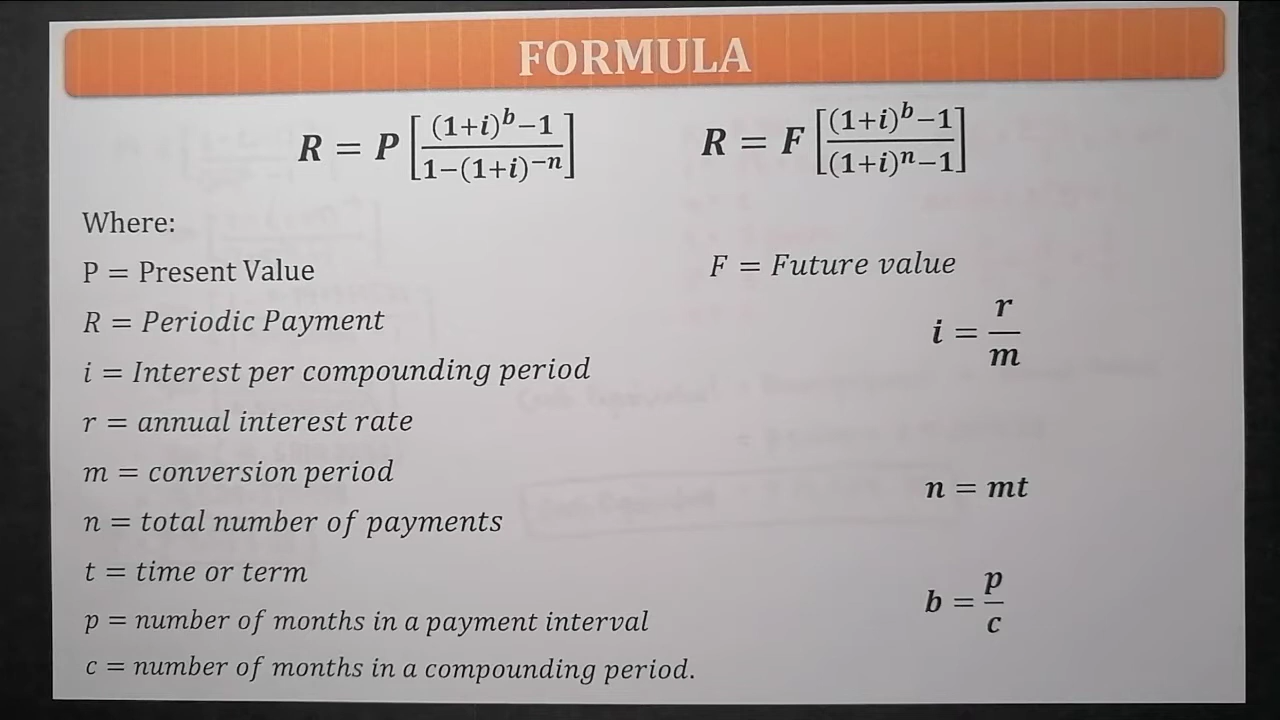 FORMULA
R = P [((1+i)^b−1)/(1−(1+i)^−n)]
R = F [((1+i)^b−1)/((1+i)^n−1)]
Where:
P = Present Value
F = Future value
R = Periodic Payment
i = r/m
i = Interest per compounding period
r = annual interest rate
m = conversion period
n = mt
n = total number of payments
t = time or term
b = p/c
p = number of months in a payment interval
c = number of months in a compounding period.